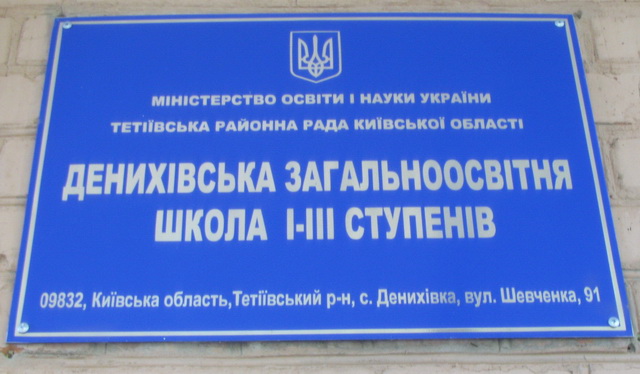 МІНІСТЕРСТВО ОСВІТИ І НАУКИ УКРАЇНИ
ТЕТІЇВСЬКА РАЙОННА РАДА КИЇВСЬКОЇ ОБЛАСТІ
ДЕНИХІВСЬКА ЗАГАЛЬНООСВІТНЯ
ШКОЛА І-ІІІ СТУПЕНІВ
09832, Київська область,Тетіївський р-н, с. Денихівка, вул. Шевченка, 91